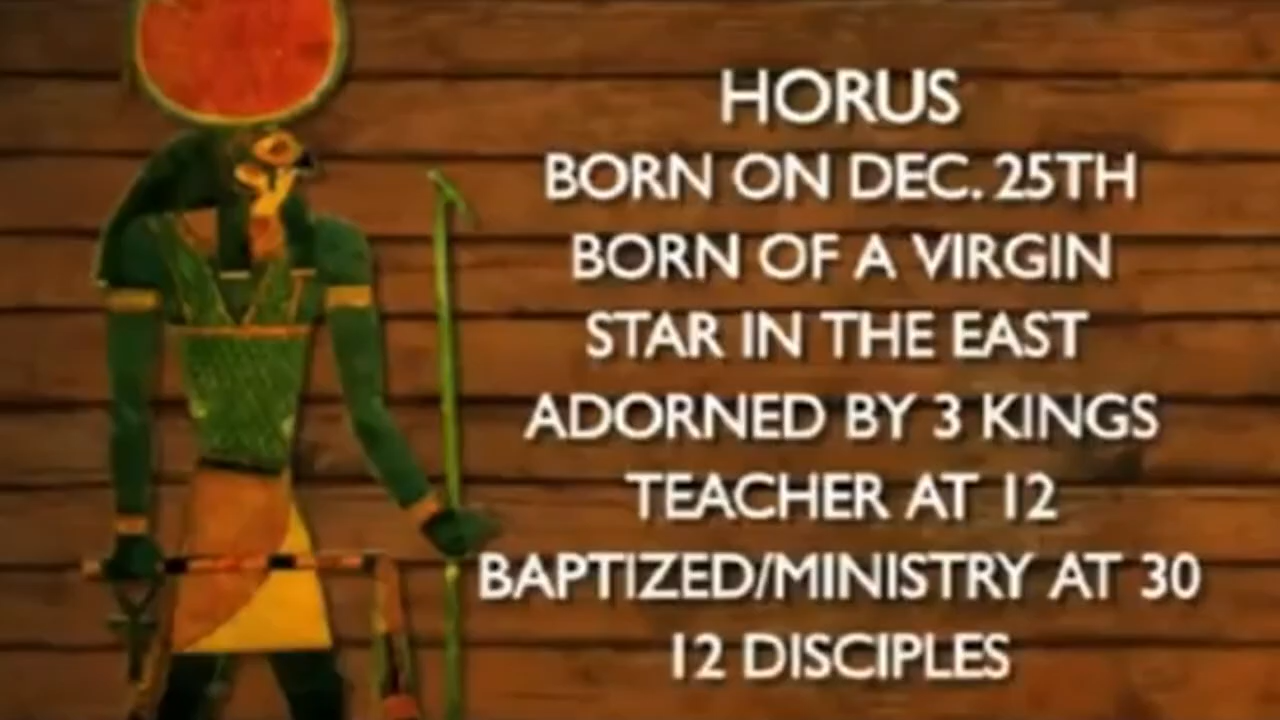 HORUS
BORN ON DEC. 25TH
BORN OF A VIRGIN
STAR IN THE EAST
ADORNED BY 3 KINGS
TEACHER AT 12
BAPTIZED/MINISTRY AT 30
12 DISCIPLES